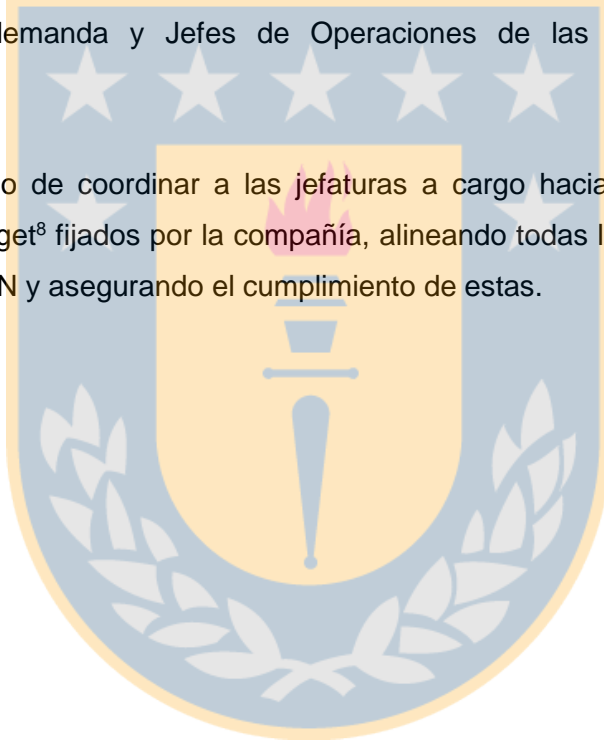 demanda y Jefes de Operaciones de las
o de coordinar a las jefaturas a cargo hacia
get⁸ fijados por la compañía, alineando todas l
N y asegurando el cumplimiento de estas.